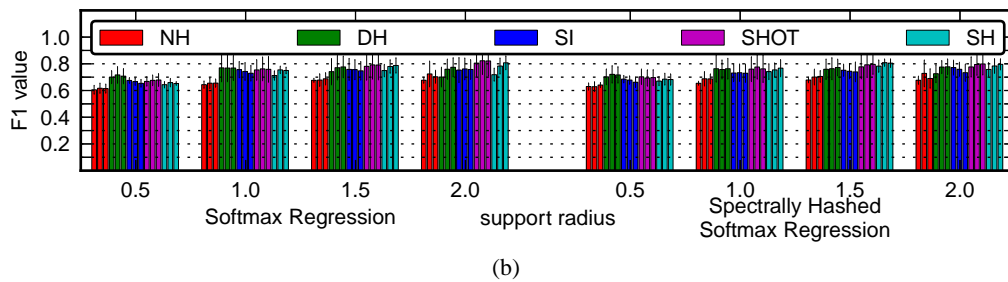 NH DH SI SHOT SH
1.0
0.8
0.6
0.4
0.2
F1 value
0.5 1.0 1.5 2.0 0.5 1.0 1.5 2.0
Softmax Regression
support radius
Spectrally Hashed
Softmax Regression
(b)